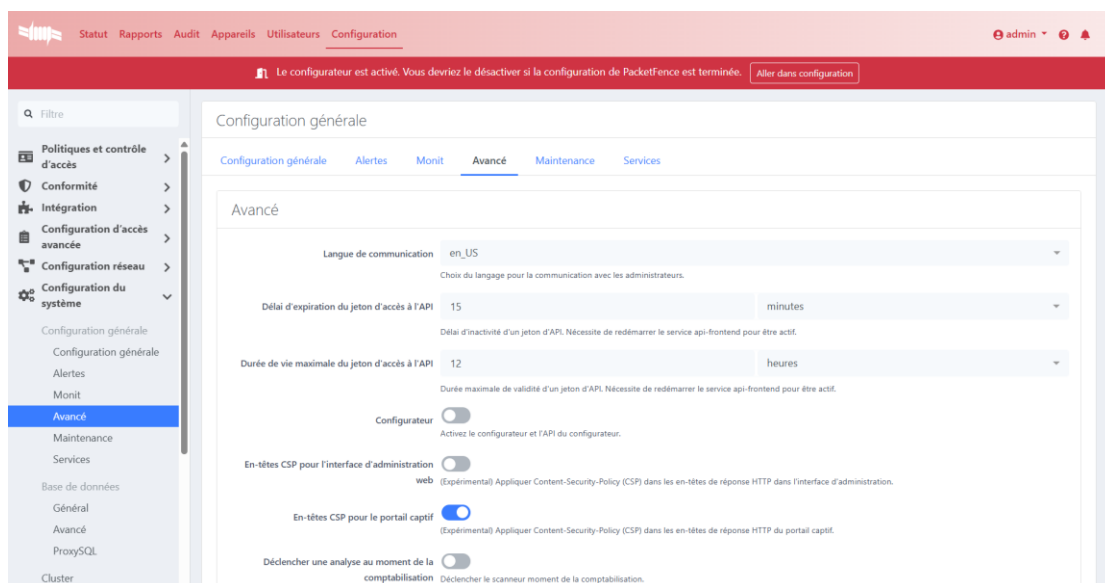 Statut Rapports Audit Appareils Utilisateurs Configuration
admin
Le configurateur est activé. Vous devriez le désactiver si la configuration de PacketFence est terminée. Aller dans configuration
Filtre
Politiques et contrôle
d'accès
Conformité
Intégration
Configuration d'accès
avancée
Configuration réseau
Configuration du
système
Configuration générale
Configuration générale
Alertes
Monit
Avancé
Maintenance
Services
Base de données
Général
Avancé
ProxySQL
Cluster
Configuration générale
Configuration générale Alertes Monit Avancé Maintenance Services
Avancé
Langue de communication en_US
Choix du langage pour la communication avec les administrateurs.
Délai d'expiration du jeton d'accès à l'API 15 minutes
Délai d'inactivité d'un jeton d'API. Nécessite de redémarrer le service api-frontend pour être actif.
Durée de vie maximale du jeton d'accès à l'API 12 heures
Durée maximale de validité d'un jeton d'API. Nécessite de redémarrer le service api-frontend pour être actif.
Configurateur
Activez le configurateur et l'API du configurateur.
En-têtes CSP pour l'interface d'administration
web (Expérimental) Appliquer Content-Security-Policy (CSP) dans les en-têtes de réponse HTTP dans l'interface d'administration.
En-têtes CSP pour le portail captif
(Expérimental) Appliquer Content-Security-Policy (CSP) dans les en-têtes de réponse HTTP du portail captif.
Déclencher une analyse au moment de la
comptabilisation Déclencher le scanneur moment de la comptabilisation.